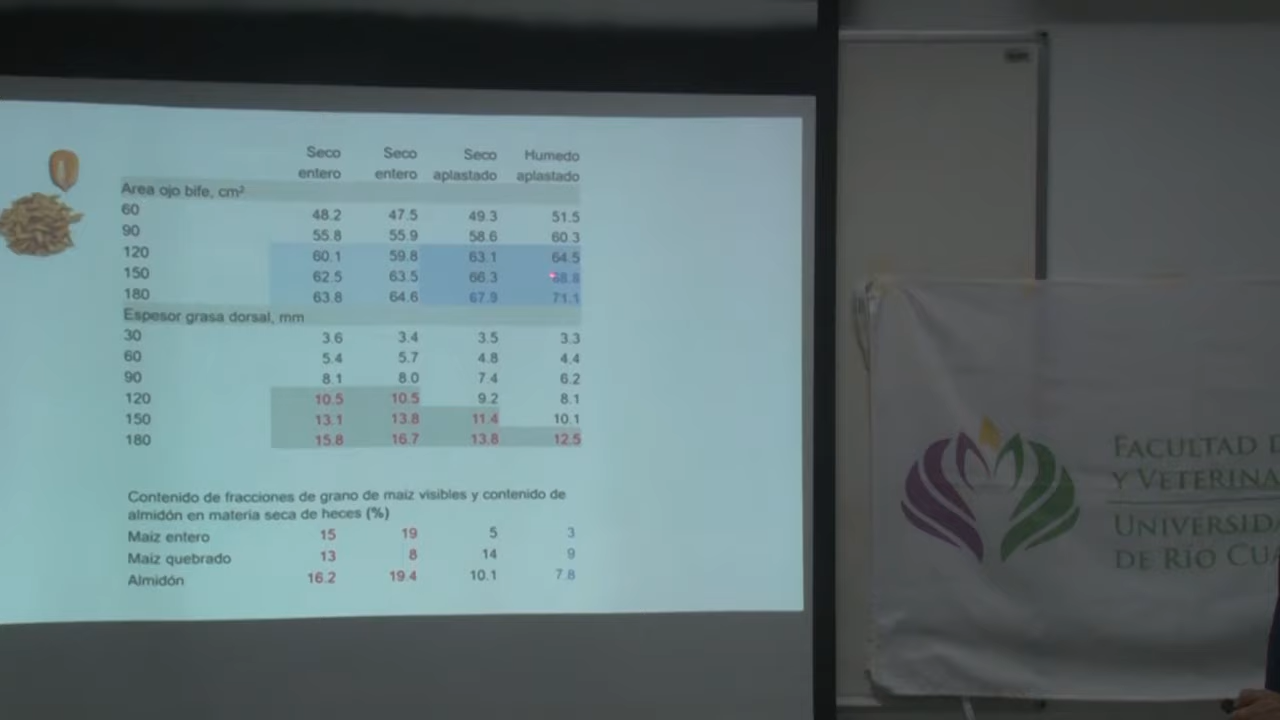 Seco Seco Seco Humedo
entero entero aplastado aplastado
Area ojo bife, cm²
60 48.2 47.5 49.3 51.5
90 55.8 55.9 58.6 60.3
120 60.1 59.8 63.1 64.5
150 62.5 63.5 66.3 68.8
180 63.8 64.6 67.9 71.1
Espesor grasa dorsal, mm
30 3.6 3.4 3.5 3.3
60 5.4 5.7 4.8 4.4
90 8.1 8.0 7.4 6.2
120 10.5 10.5 9.2 8.1
150 13.1 13.8 11.4 10.1
180 15.8 16.7 13.8 12.5
Contenido de fracciones de grano de maiz visibles y contenido de
almidón en materia seca de heces (%)
Maiz entero 15 19 5 3
Maiz quebrado 13 8 14 9
Almidón 16.2 19.4 10.1 7.8
FACULTAD D
Y VETERINA
UNIVERSIDA
DE RÍO CUA